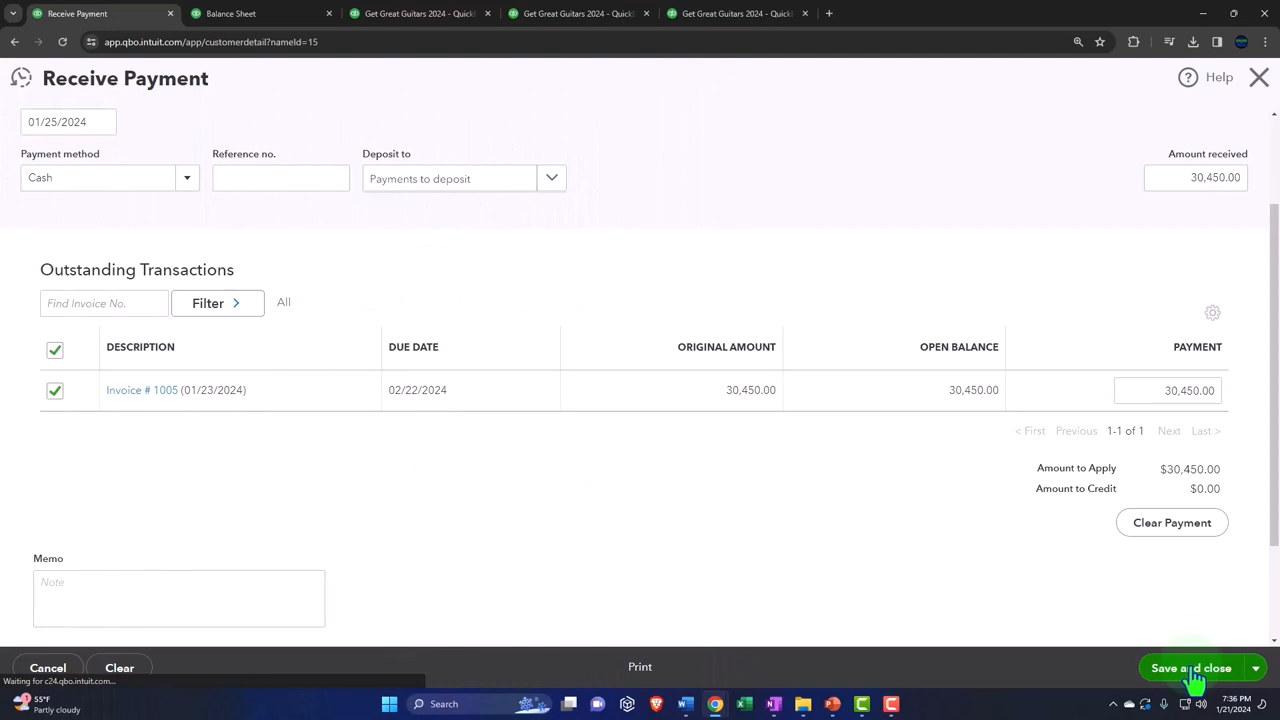 Receive Payment
Balance Sheet
Get Great Guitars 2024 - Quick
Get Great Guitars 2024 - Quick
Get Great Guitars 2024 - Quick
app.qbo.intuit.com/app/customerdetail?nameId=15
Receive Payment
Help
01/25/2024
Payment method
Reference no.
Deposit to
Amount received
Cash
Payments to deposit
30,450.00
Outstanding Transactions
Find Invoice No.
Filter
All
DESCRIPTION
DUE DATE
ORIGINAL AMOUNT
OPEN BALANCE
PAYMENT
Invoice # 1005 (01/23/2024)
02/22/2024
30,450.00
30,450.00
30,450.00
< First Previous 1-1 of 1 Next Last >
Amount to Apply $30,450.00
Amount to Credit $0.00
Clear Payment
Memo
Note
Cancel
Clear
Print
Save and close
Waiting for c24.qbo.intuit.com...
55°F
Partly cloudy
Search
7:36 PM
1/21/2024